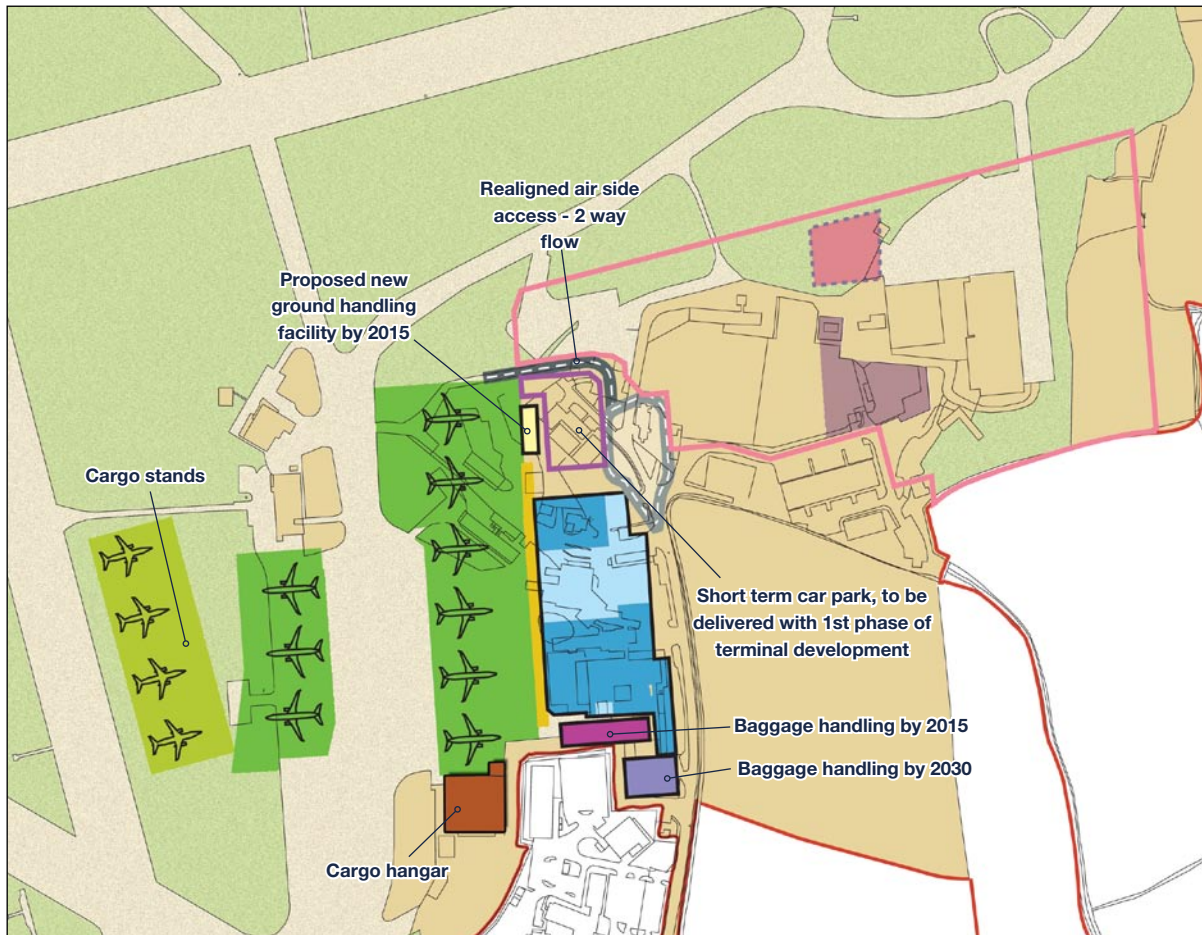 Realigned air side
access - 2 way
flow
Proposed new
ground handling
facility by 2015
Cargo stands
Short term car park, to be
delivered with 1st phase of
terminal development
Baggage handling by 2015
Baggage handling by 2030
Cargo hangar